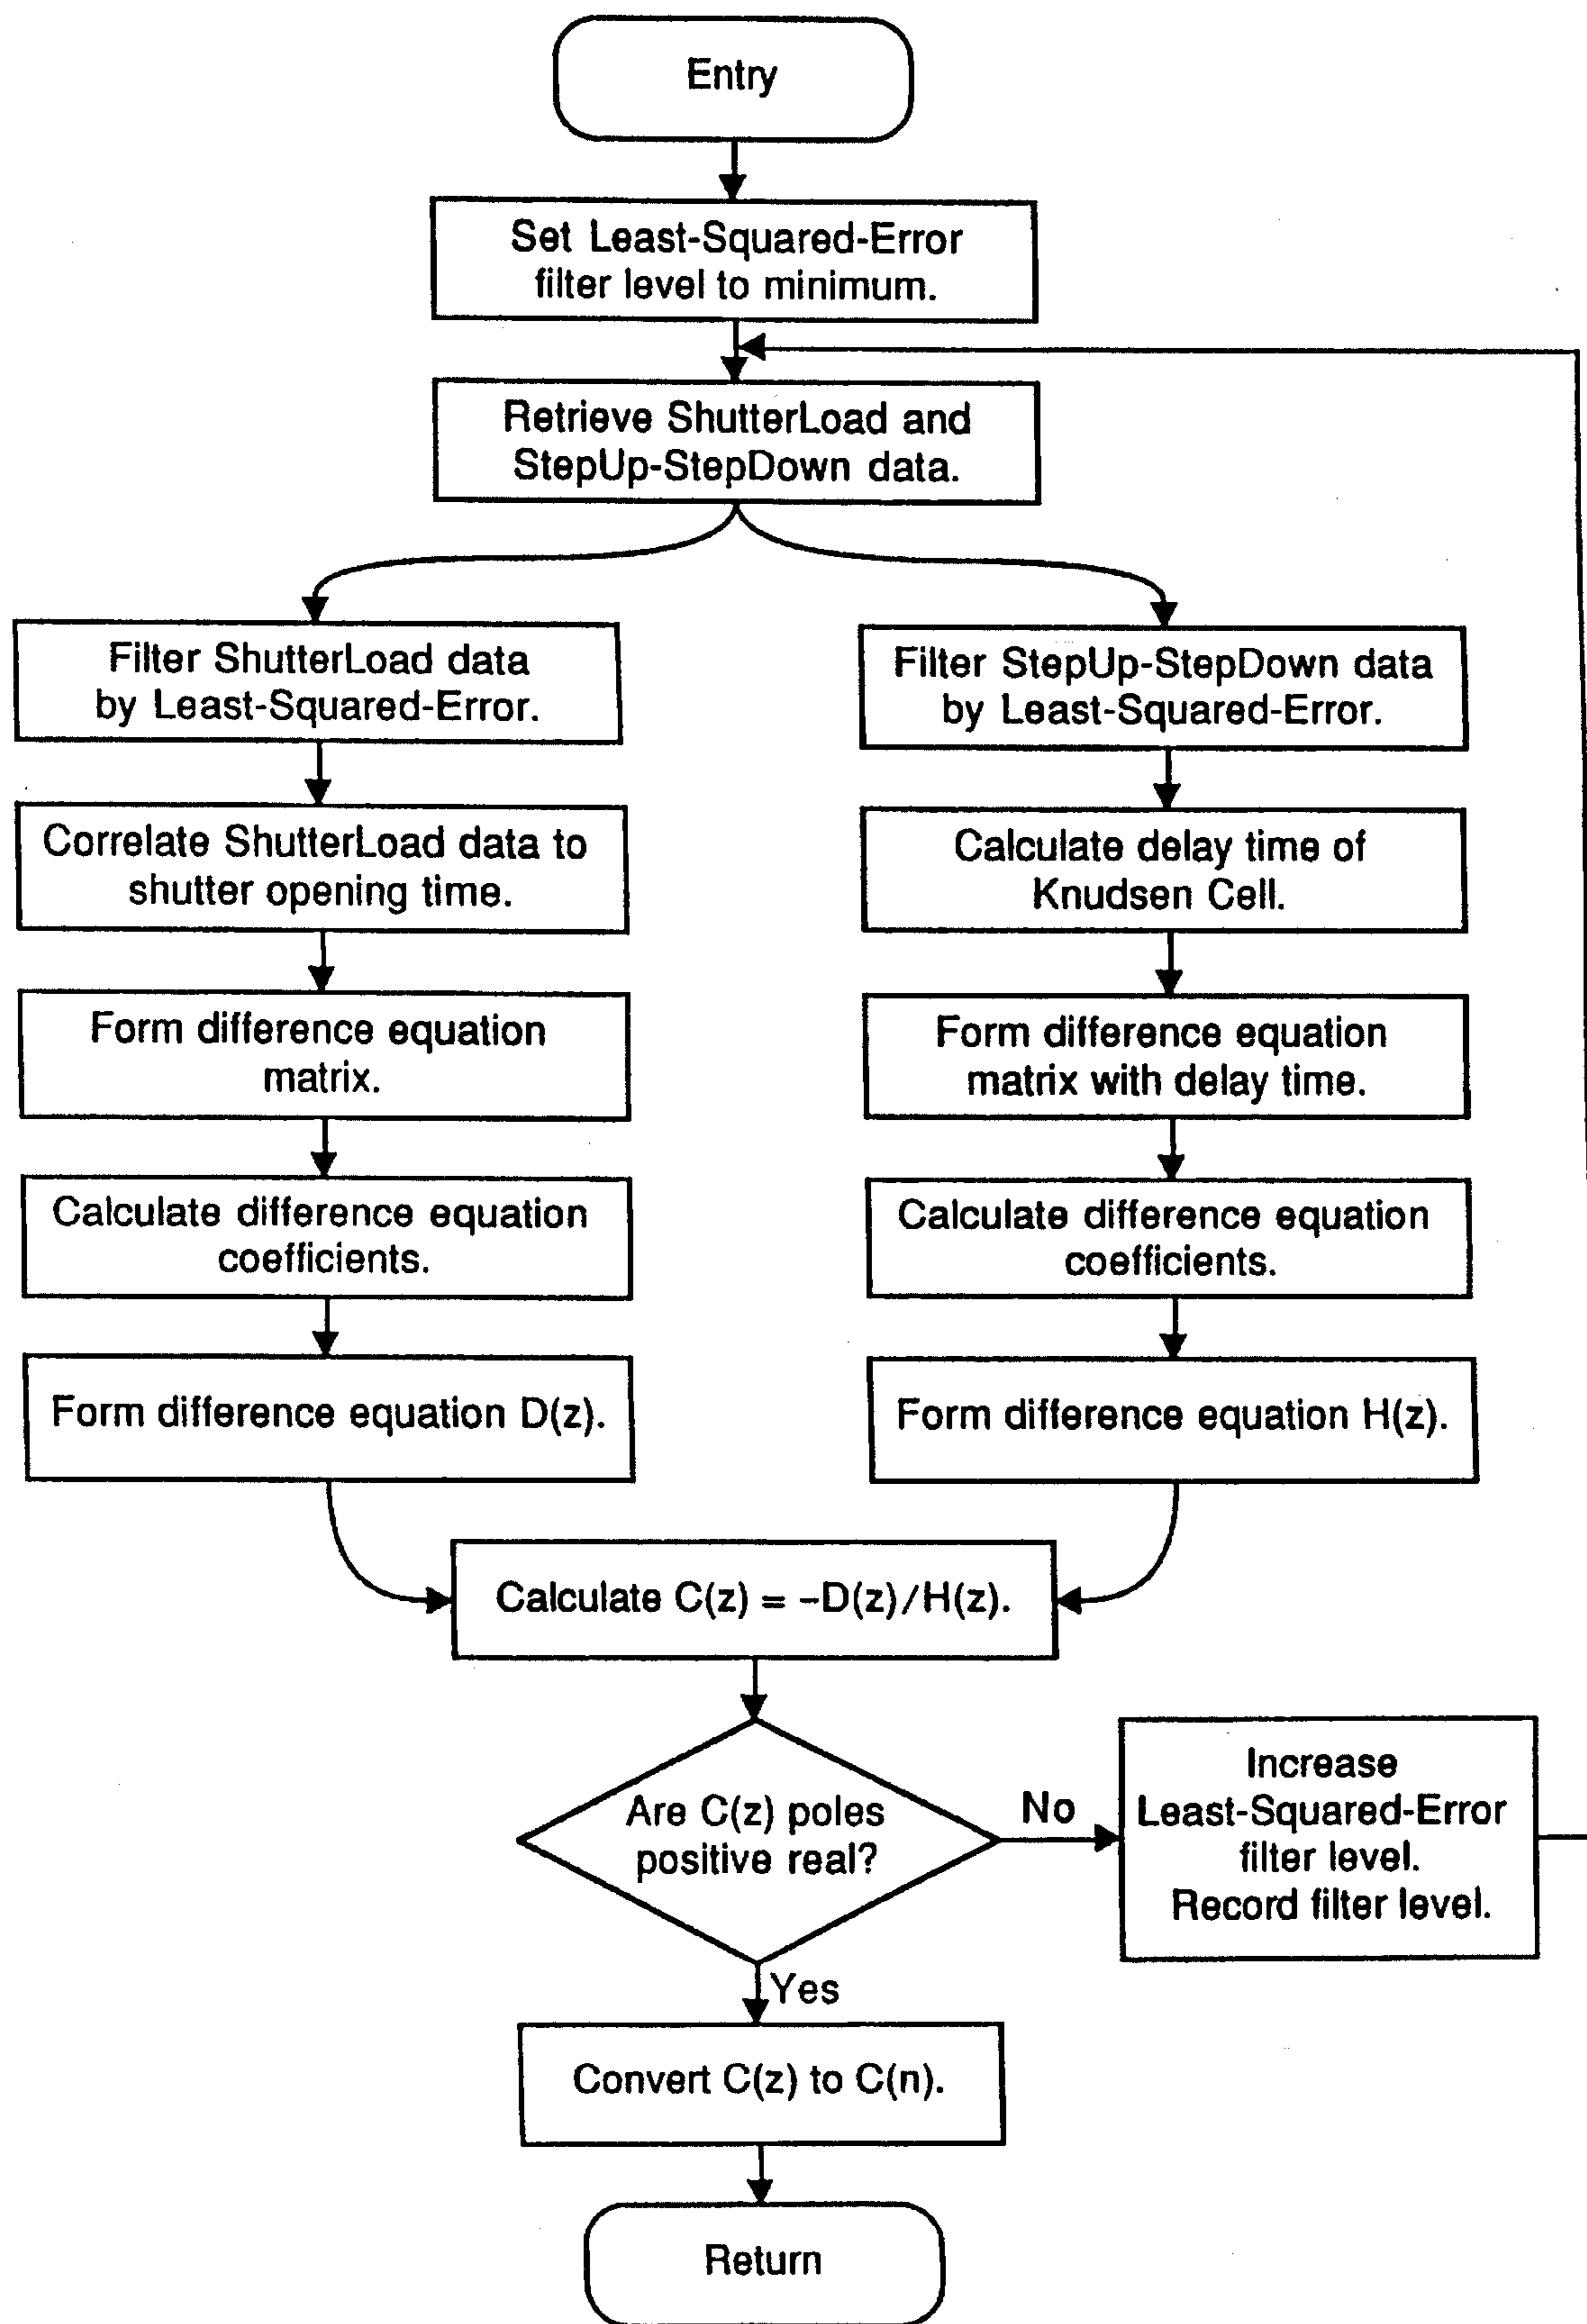 Entry
Set Least-Squared-Error
filter level to minimum.
Retrieve ShutterLoad and
StepUp-StepDown data.
Filter ShutterLoad data
by Least-Squared-Error.
Filter StepUp-StepDown data
by Least-Squared-Error.
Correlate ShutterLoad data to
shutter opening time.
Calculate delay time of
Knudsen Cell.
Form difference equation
matrix.
Form difference equation
matrix with delay time.
Calculate difference equation
coefficients.
Calculate difference equation
coefficients.
Form difference equation D(z).
Form difference equation H(z).
Calculate C(z) = -D(z)/H(z).
Are C(z) poles
positive real?
No
Increase
Least-Squared-Error
filter level.
Record filter level.
Yes
Convert C(z) to C(n).
Return